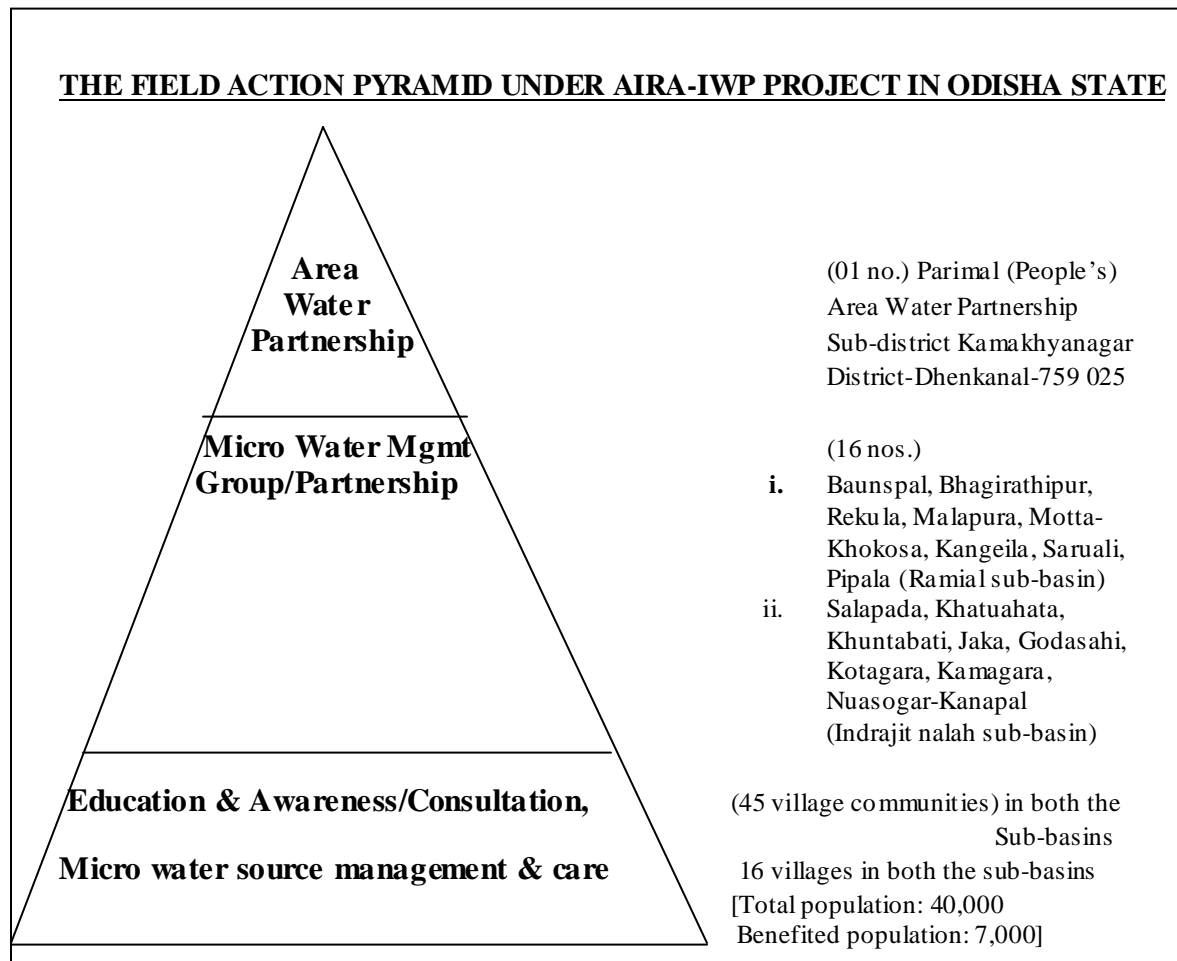 THE FIELD ACTION PYRAMID UNDER AIRA-IWP PROJECT IN ODISHA STATE
Area
Water
Partnership
(01 no.) Parimal (People's)
Area Water Partnership
Sub-district Kamakhyanagar
District-Dhenkanal-759 025
Micro Water Mgmt
Group/Partnership
(16 nos.)
i. Baunspal, Bhagirathipur,
Rekula, Malapura, Motta-
Khokosa, Kangeila, Saruali,
Pipala (Ramial sub-basin)
ii. Salapada, Khatuahata,
Khuntabati, Jaka, Godasahi,
Kotagara, Kamagara,
Nuasogar-Kanapal
(Indrajit nalah sub-basin)
Education & Awareness/Consultation,
Micro water source management & care
(45 village communities) in both the
Sub-basins
16 villages in both the sub-basins
[Total population: 40,000
Benefited population: 7,000]